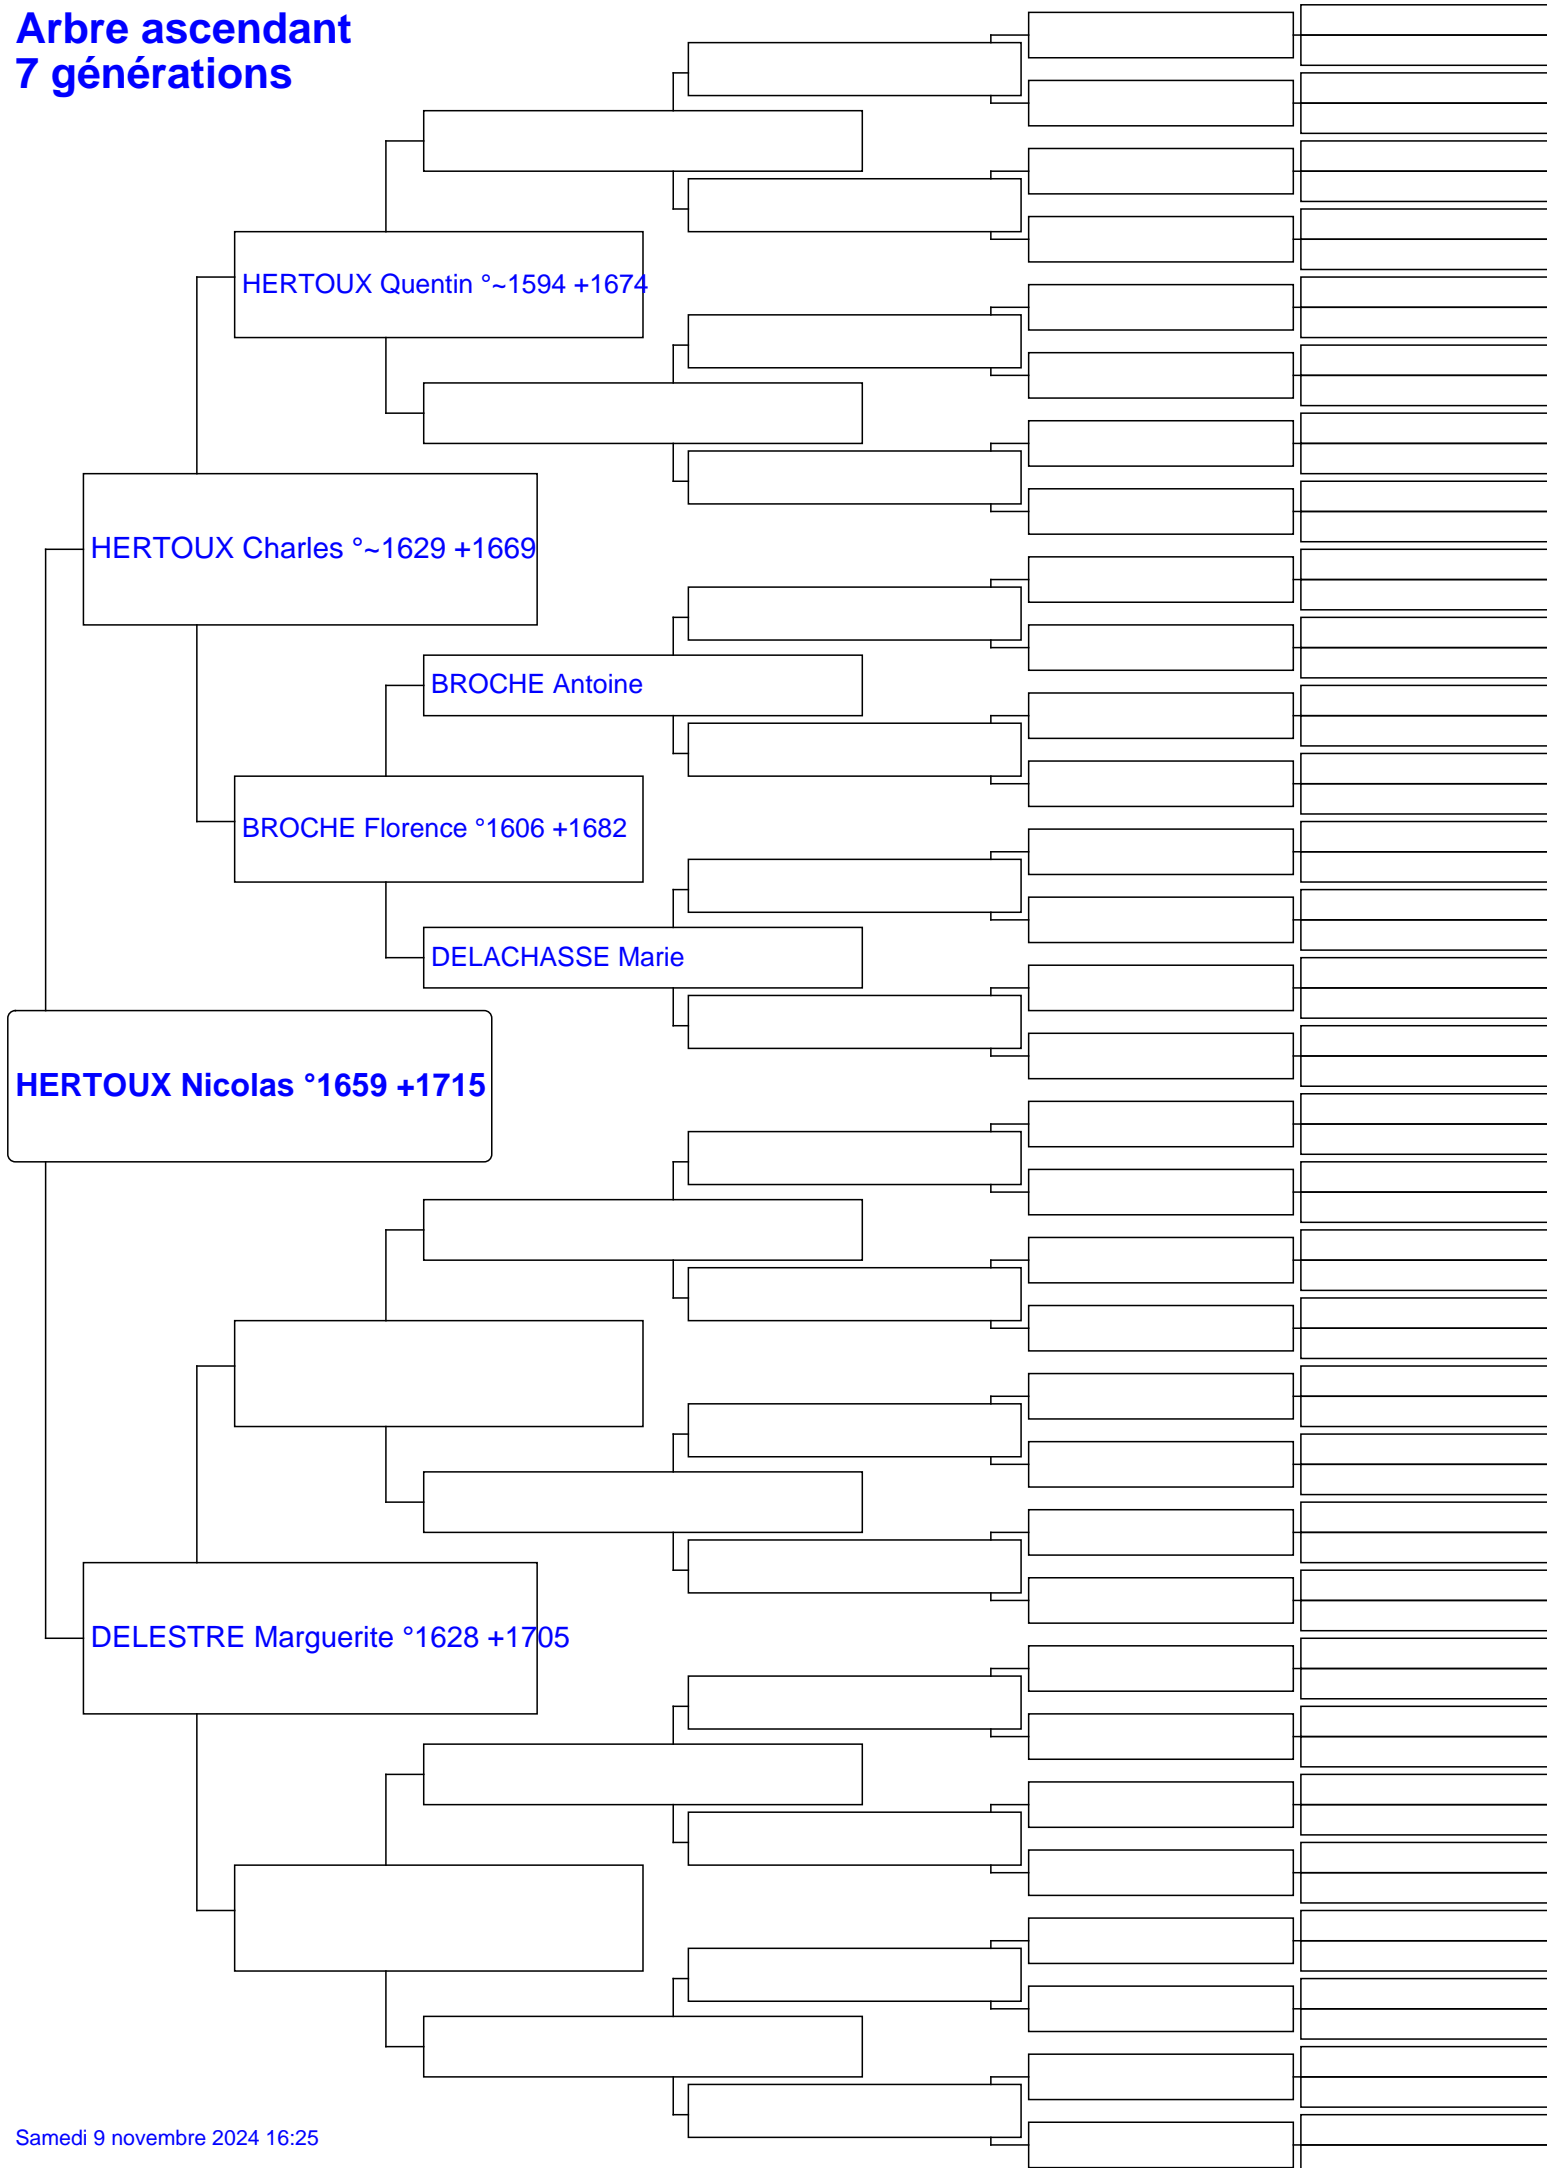 Arbre ascendant
7 générations
HERTOUX Quentin °~1594 +1674
HERTOUX Charles °~1629 +1669
BROCHE Antoine
BROCHE Florence °1606 +1682
DELACHASSE Marie
HERTOUX Nicolas °1659 +1715
DELESTRE Marguerite °1628 +1705
Samedi 9 novembre 2024 16:25